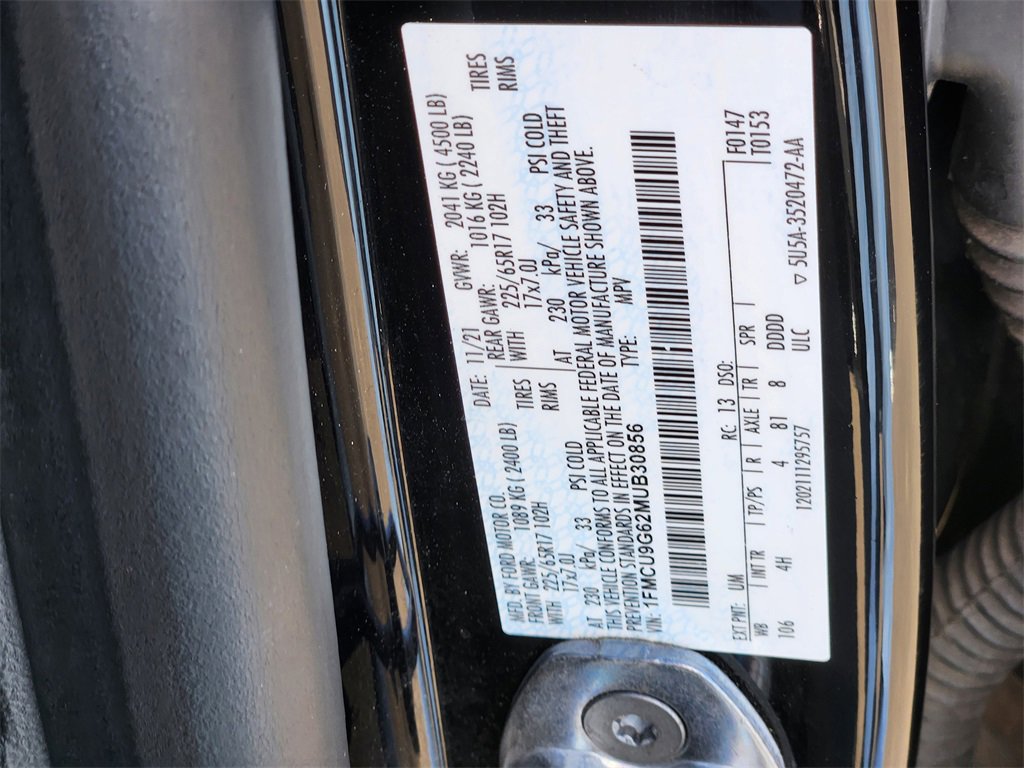 MFD. BY FORD MOTOR CO.
DATE: 11/21 GVWR: 2041 KG ( 4500 LB)
FRONT GAWR: 1089 KG ( 2400 LB) REAR GAWR: 1016 KG ( 2240 LB)
WITH 225/65R17 102H TIRES WITH 225/65R17 102H TIRES
17x7.0J RIMS 17x7.0J RIMS
AT 230 kPa/ 33 PSI COLD AT 230 kPa/ 33 PSI COLD
THIS VEHICLE CONFORMS TO ALL APPLICABLE FEDERAL MOTOR VEHICLE SAFETY AND THEFT
PREVENTION STANDARDS IN EFFECT ON THE DATE OF MANUFACTURE SHOWN ABOVE.
VIN: 1FMCU9G62MUB30856 TYPE: MPV
EXT PNT: UM RC: 13 DSO: F0147
WB INT TR TP/PS R AXLE TR SPR T0153
106 4H 4 81 8 DDDD
1202111295757 ULC ▽ 5U5A-3520472-AA